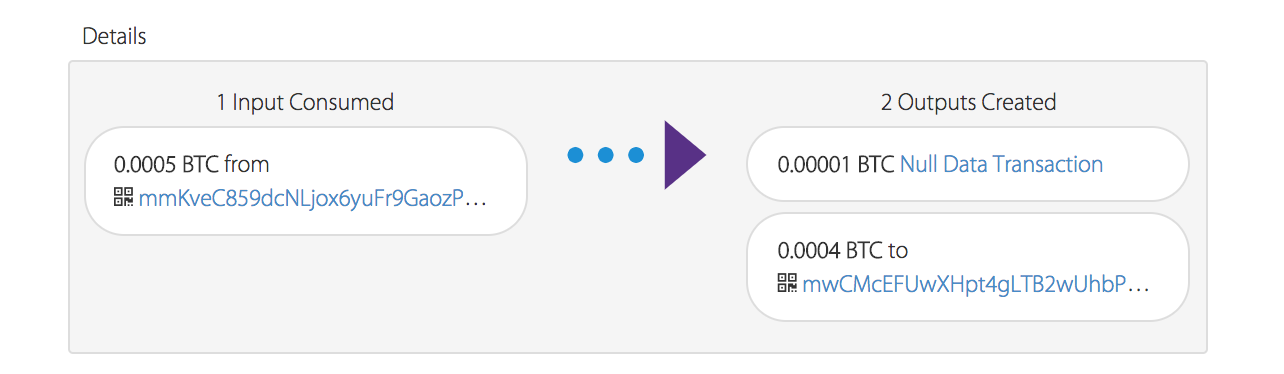 Details
1 Input Consumed
0.0005 BTC from
mmKveC859dcNLjox6yuFr9GaozP...
2 Outputs Created
0.00001 BTC Null Data Transaction
0.0004 BTC to
mwCMcEFUwXHpt4gLTB2wUhbP...